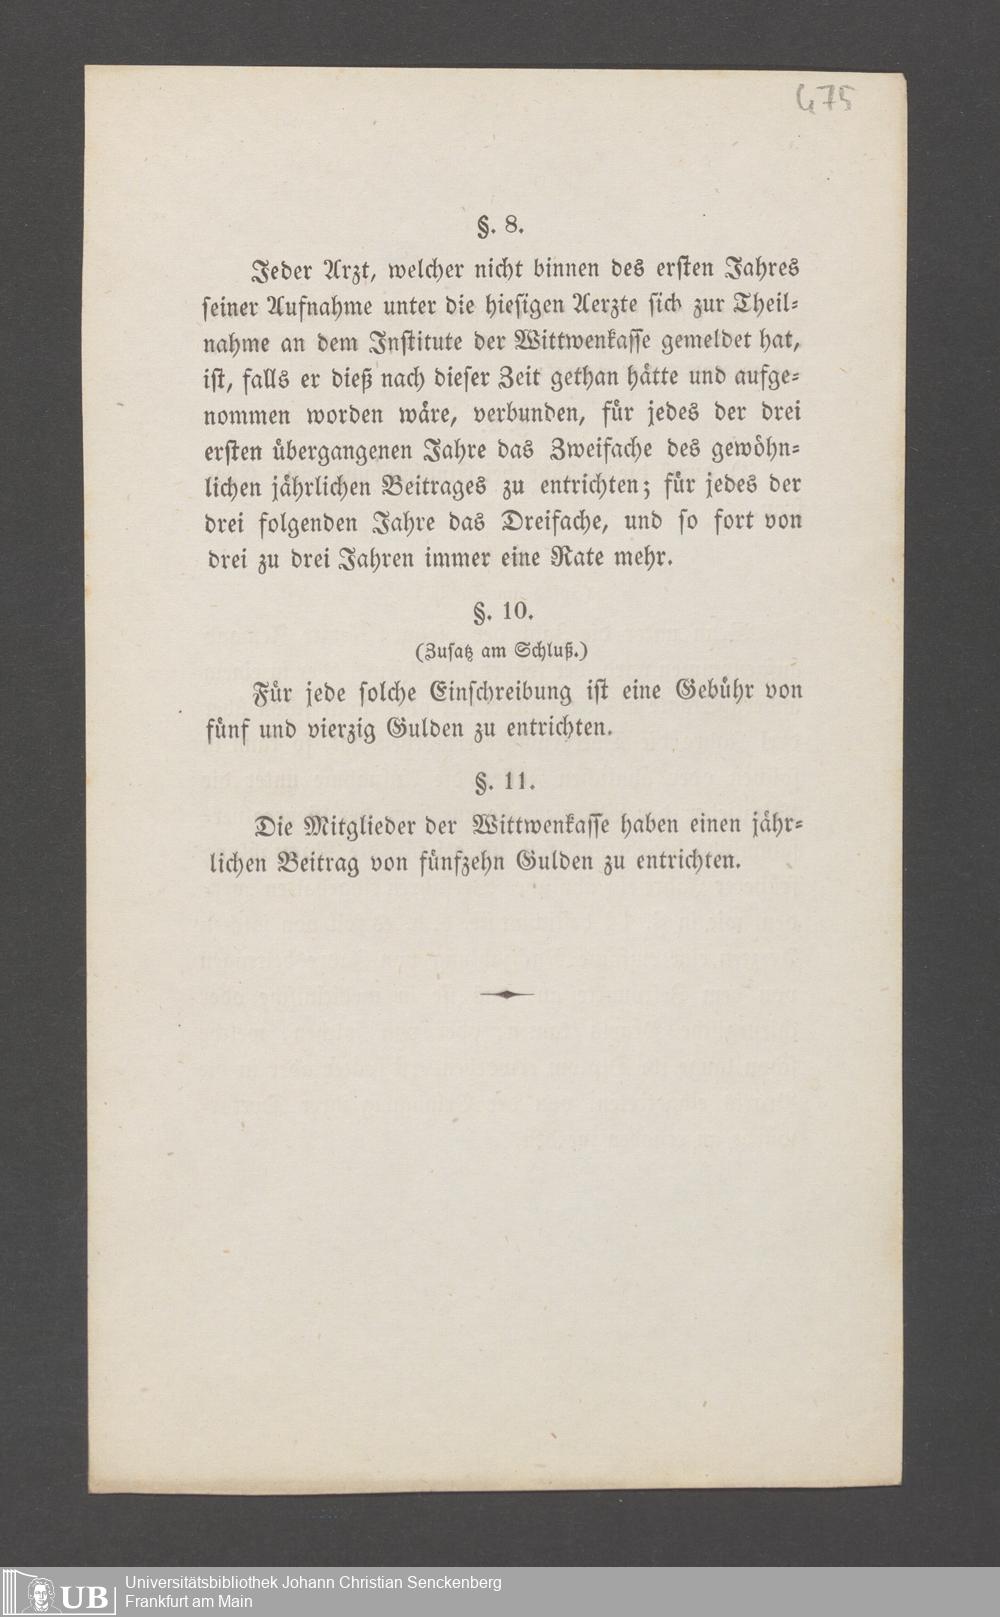 475
§. 8.
Jeder Arzt, welcher nicht binnen des ersten Jahres
seiner Aufnahme unter die hiesigen Aerzte sich zur Theil-
nahme an dem Institute der Wittwenkasse gemeldet hat,
ist, falls er dieß nach dieser Zeit gethan hätte und aufge-
nommen worden wäre, verbunden, für jedes der drei
ersten übergangenen Jahre das Zweifache des gewöhn-
lichen jährlichen Beitrages zu entrichten; für jedes der
drei folgenden Jahre das Dreifache, und so fort von
drei zu drei Jahren immer eine Rate mehr.
§. 10.
(Zusatz am Schluß.)
Für jede solche Einschreibung ist eine Gebühr von
fünf und vierzig Gulden zu entrichten.
§. 11.
Die Mitglieder der Wittwenkasse haben einen jähr-
lichen Beitrag von fünfzehn Gulden zu entrichten.
UB
Universitätsbibliothek Johann Christian Senckenberg
Frankfurt am Main